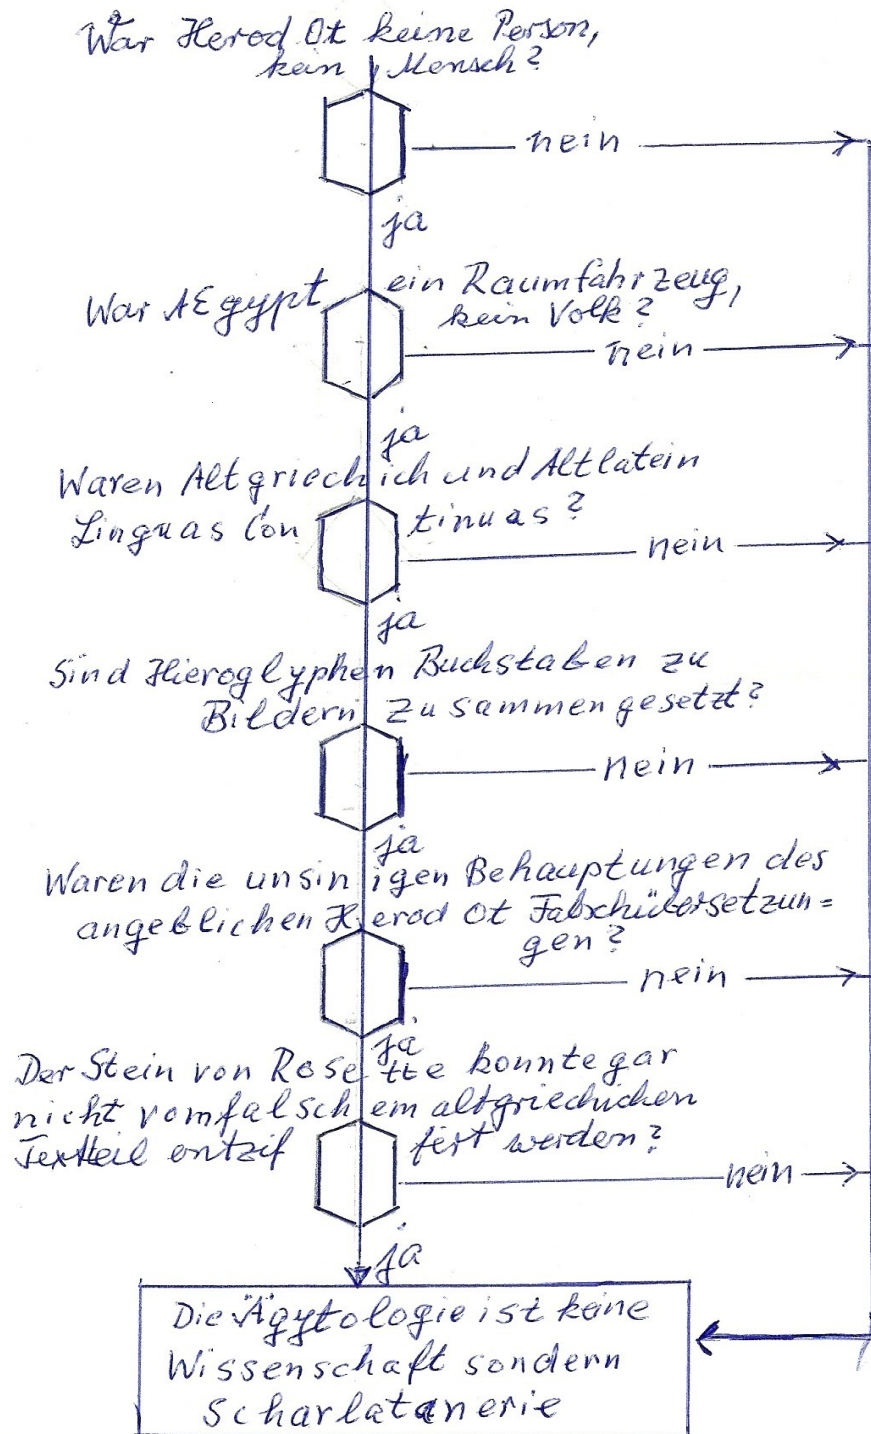 War Herod Ot keine Person,
kein Mensch?
nein
ja
War AEgypt ein Raumfahrzeug,
kein Volk?
nein
ja
Waren Altgriechich und Altlatein
Linguas Continuas?
nein
ja
Sind Hieroglyphen Buchstaben zu
Bildern zusammengesetzt?
nein
ja
Waren die unsinigen Behauptungen des
angeblichen Herod Ot Falschübersetzun=
gen?
nein
ja
Der Stein von Rosette konnte gar
nicht vom falschem altgriechichen
Textteil entziffert werden?
nein
ja
Die Ägytologie ist keine
Wissenschaft sondern
Scharlatanerie